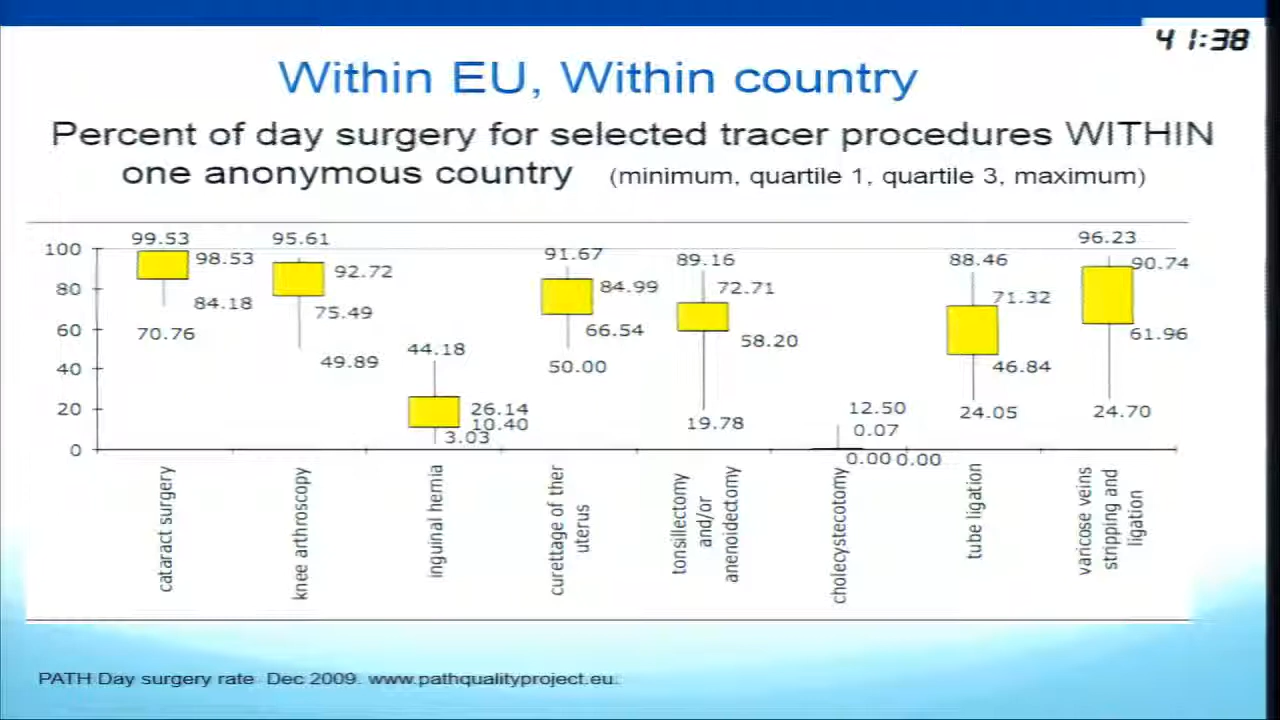 41:38
Within EU, Within country
Percent of day surgery for selected tracer procedures WITHIN
one anonymous country (minimum, quartile 1, quartile 3, maximum)
100
80
60
40
20
0
99.53
98.53
84.18
70.76
95.61
92.72
75.49
49.89
44.18
26.14
10.40
3.03
91.67
84.99
66.54
50.00
89.16
72.71
58.20
19.78
12.50
0.07
0.00 0.00
88.46
71.32
46.84
24.05
96.23
90.74
61.96
24.70
cataract surgery
knee arthroscopy
inguinal hernia
curettage of ther
uterus
tonsillectomy
and/or
anenoidectomy
cholecystecotomy
tube ligation
varicose veins
stripping and
ligation
PATH Day surgery rate Dec 2009. www.pathqualityproject.eu.